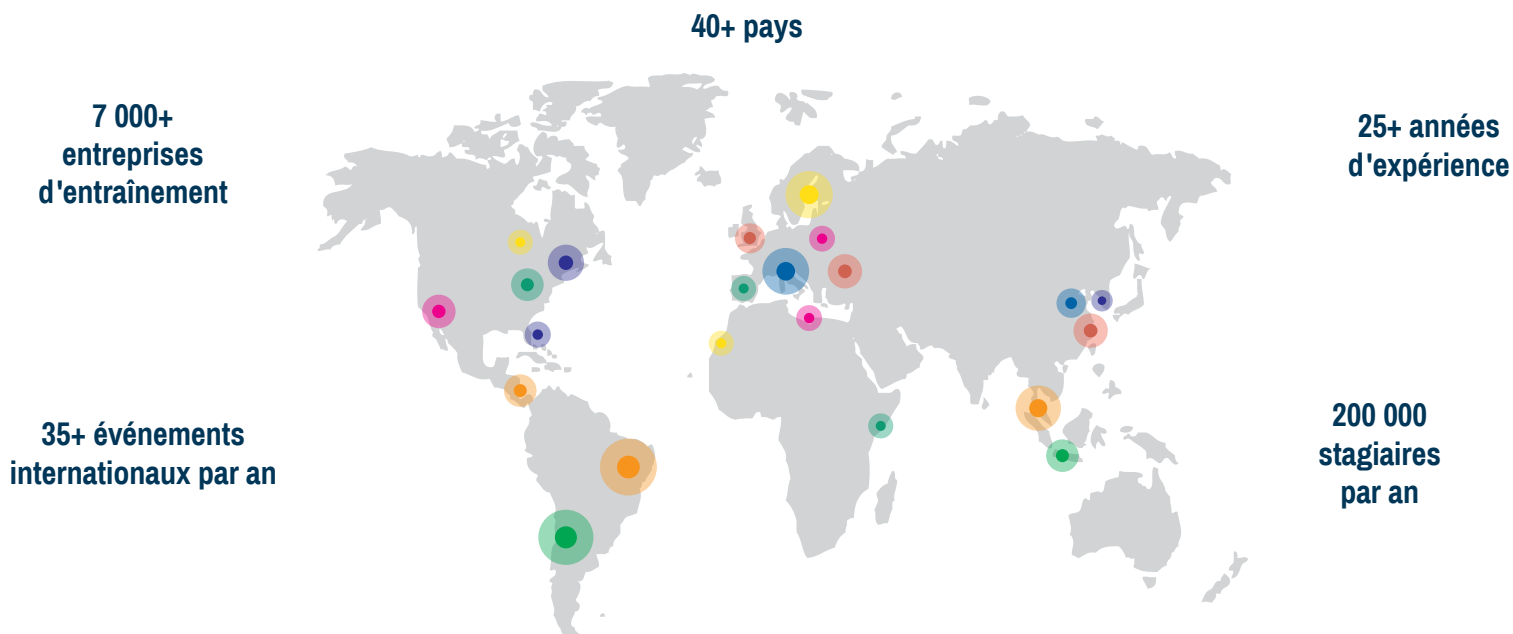 40+ pays
7 000+
entreprises
d'entraînement
25+ années
d'expérience
35+ événements
internationaux par an
200 000
stagiaires
par an